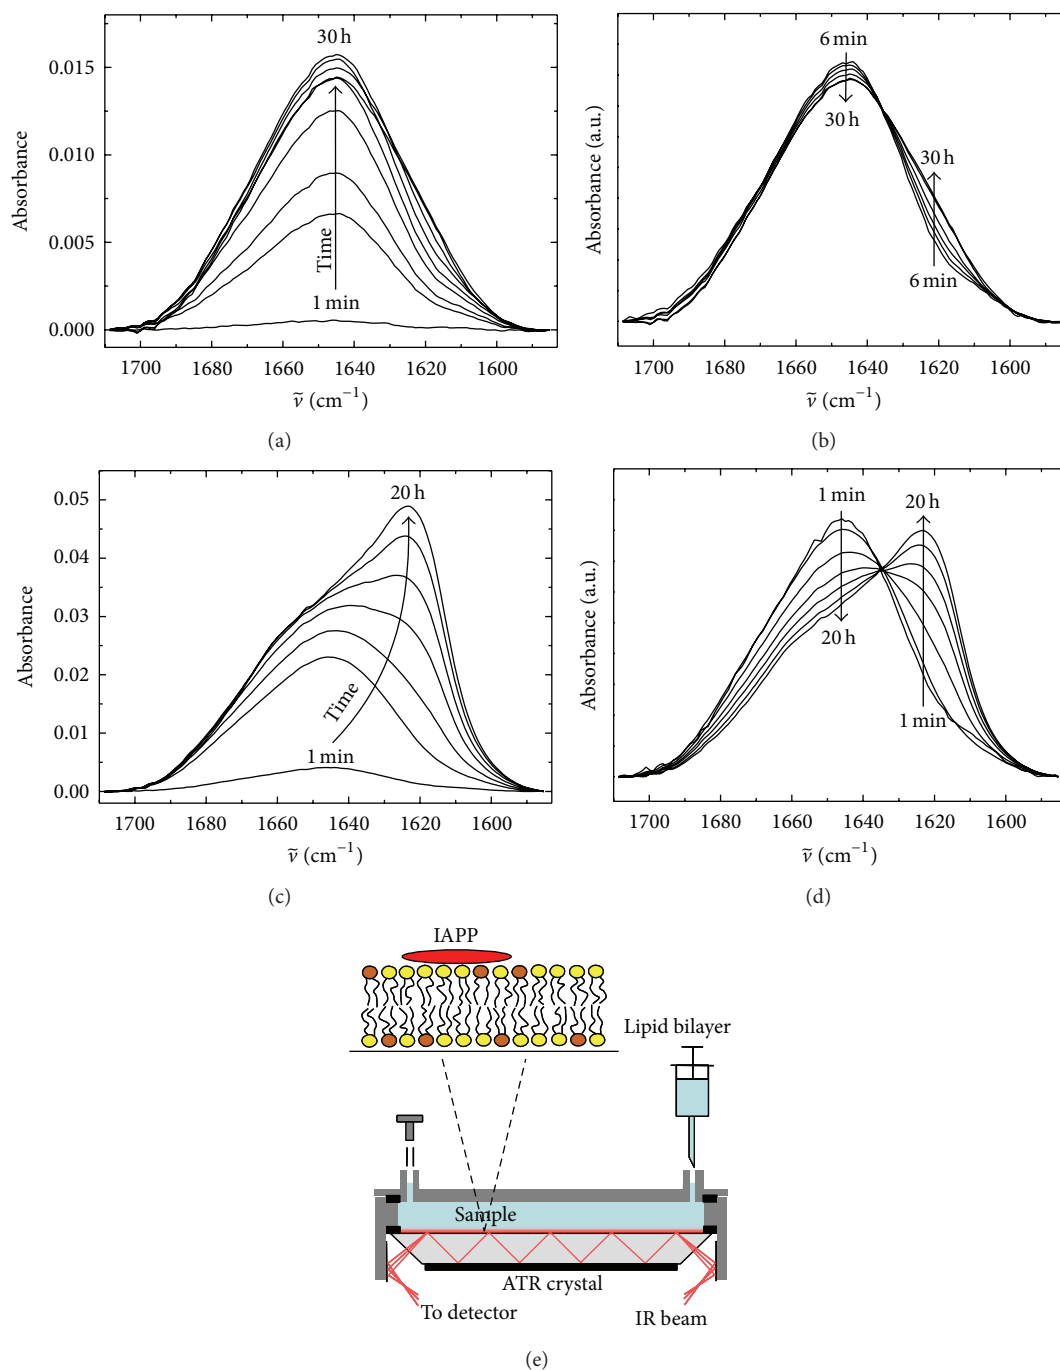 30 h
0.015
0.010
0.005
0.000
Absorbance
Time
1 min
1700 1680 1660 1640 1620 1600
ν̃ (cm⁻¹)
(a)
6 min
30 h
30 h
6 min
Absorbance (a.u.)
1700 1680 1660 1640 1620 1600
ν̃ (cm⁻¹)
(b)
20 h
0.05
0.04
0.03
0.02
0.01
0.00
Absorbance
Time
1 min
1700 1680 1660 1640 1620 1600
ν̃ (cm⁻¹)
(c)
1 min
20 h
20 h
1 min
Absorbance (a.u.)
1700 1680 1660 1640 1620 1600
ν̃ (cm⁻¹)
(d)
IAPP
Lipid bilayer
Sample
ATR crystal
To detector
IR beam
(e)